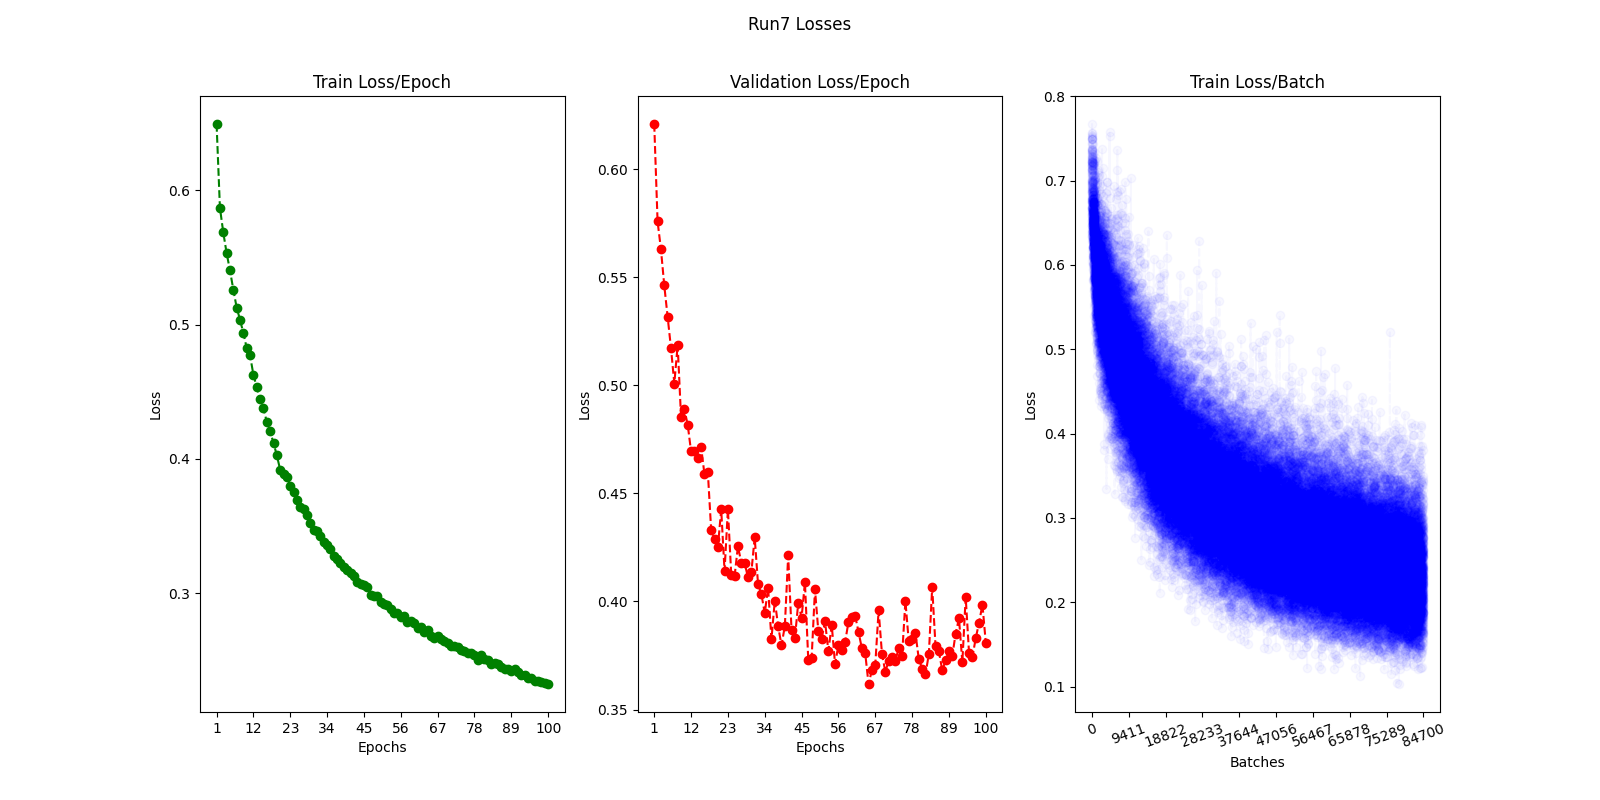 Run7 Losses
Train Loss/Epoch
Loss
0.6
0.5
0.4
0.3
1 12 23 34 45 56 67 78 89 100
Epochs
Validation Loss/Epoch
Loss
0.60
0.55
0.50
0.45
0.40
0.35
1 12 23 34 45 56 67 78 89 100
Epochs
Train Loss/Batch
Loss
0.8
0.7
0.6
0.5
0.4
0.3
0.2
0.1
0 9411 18822 28233 37644 47056 56467 65878 75289 84700
Batches